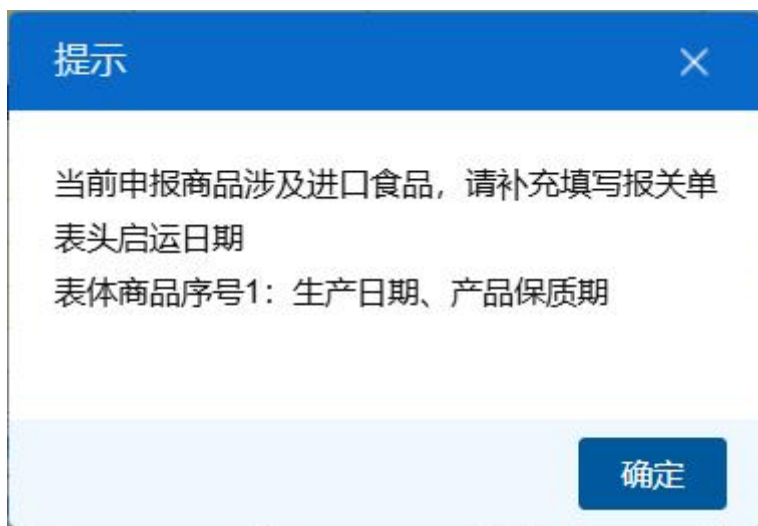 提示
当前申报商品涉及进口食品，请补充填写报关单
表头启运日期
表体商品序号1：生产日期、产品保质期
确定